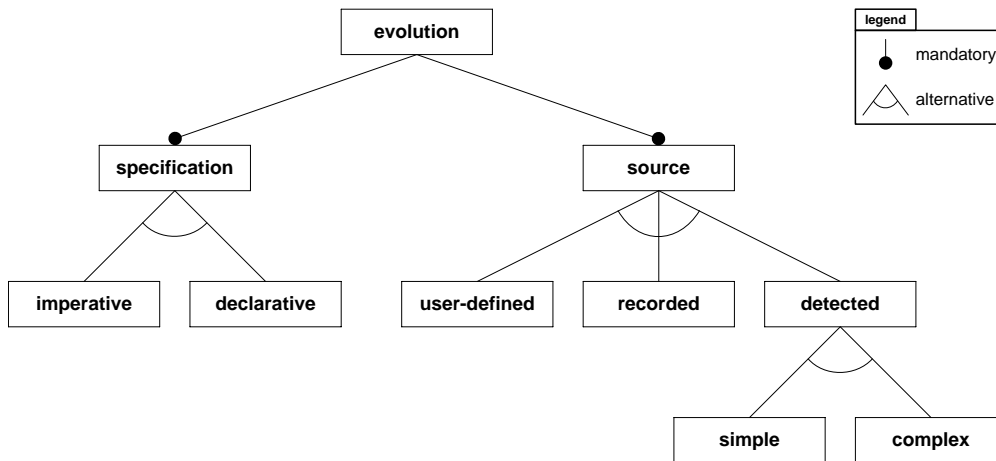 evolution
legend
mandatory
alternative
specification
source
imperative
declarative
user-defined
recorded
detected
simple
complex